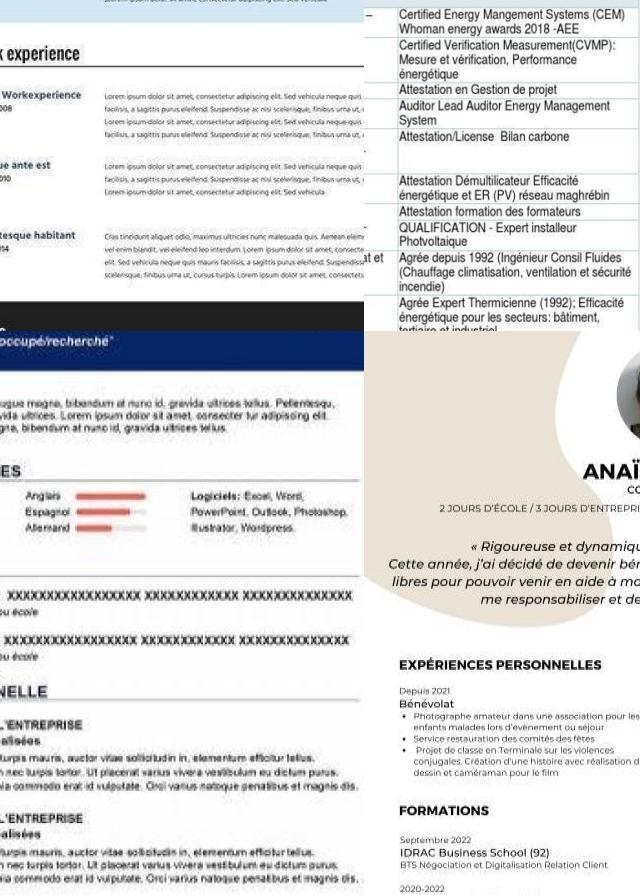 k experience
Workexperience
008
Lorem ipsum dolor sit amet, consectetur adipiscing elit. Sed vehicula neque quis
facilisis, a sagittis purus eleifend. Suspendisse ac nisi scelerisque, finibus urna ut,
Lorem ipsum dolor sit amet, consectetur adipiscing elit. Sed vehicula neque quis
facilisis, a sagittis purus eleifend. Suspendisse ac nisi scelerisque, finibus urna ut,
ue ante est
010
Lorem ipsum dolor sit amet, consectetur adipiscing elit. Sed vehicula neque quis
facilisis, a sagittis purus eleifend. Suspendisse ac nisi scelerisque, finibus urna ut,
Lorem ipsum dolor sit amet, consectetur adipiscing elit. Sed vehicula
tesque habitant
014
Cras tincidunt aliquet odio, maximus ultricies nunc malesuada quis. Aenean elem
vel enim blandit, vel eleifend leo interdum. Lorem ipsum dolor sit amet, consecte
elit. Sed vehicula neque quis mauris facilisis, a sagittis purus eleifend. Suspendiss
scelerisque, finibus urna ut, cursus turpis. Lorem ipsum dolor sit amet, consectetu
Certified Energy Mangement Systems (CEM)
Whoman energy awards 2018 -AEE
Certified Verification Measurement(CVMP):
Mesure et vérification, Performance
énergétique
Attestation en Gestion de projet
Auditor Lead Auditor Energy Management
System
Attestation/License Bilan carbone
Attestation Démultilicateur Efficacité
énergétique et ER (PV) réseau maghrébin
Attestation formation des formateurs
QUALIFICATION - Expert installeur
Photvoltaique
at et
Agrée depuis 1992 (Ingénieur Consil Fluides
(Chauffage climatisation, ventilation et sécurité
incendie)
Agrée Expert Thermicienne (1992); Efficacité
énergétique pour les secteurs: bâtiment,
tertiaire et industriel
occupé/recherché"
ugue magna, bibendum at nunc id, gravida ultrices tellus. Pellentesqu,
vida ultrices. Lorem ipsum dolor sit amet, consecter tur adipiscing elit.
gna, bibendum at nunc id, gravida ultrices tellus.
ES
Anglais
Espagnol
Allemand
Logiciels: Excel, Word,
PowerPoint, Outlook, Photoshop,
Illustrator, Wordpress.
XXXXXXXXXXXXXXXXX XXXXXXXXXXXX XXXXXXXXXXXXXX
ou école
XXXXXXXXXXXXXXXXX XXXXXXXXXXXX XXXXXXXXXXXXXX
ou école
NELLE
L'ENTREPRISE
alisées
turpis mauris, auctor vitae sollicitudin in, elementum efficitur tellus.
n nec turpis tortor. Ut placerat varius vivera vestibulum eu dictum purus.
ia commodo erat id vulputate. Orci varius natoque penatibus et magnis dis.
L'ENTREPRISE
alisées
turpis mauris, auctor vitae sollicitudin in, elementum efficitur tellus.
n nec turpis tortor. Ut placerat varius vivera vestibulum eu dictum purus.
ia commodo erat id vulputate. Orci varius natoque penatibus et magnis dis.
ANAÏ
CO
2 JOURS D'ÉCOLE / 3 JOURS D'ENTREPRI
« Rigoureuse et dynamiqu
Cette année, j'ai décidé de devenir bér
libres pour pouvoir venir en aide à mo
me responsabiliser et de
EXPÉRIENCES PERSONNELLES
Depuis 2021
Bénévolat
Photographe amateur dans une association pour les
enfants malades lors d'évènement ou séjour
Service restauration des comités des fêtes
Projet de classe en Terminale sur les violences
conjugales. Création d'une histoire avec réalisation d
dessin et caméraman pour le film
FORMATIONS
Septembre 2022
IDRAC Business School (92)
BTS Négociation et Digitalisation Relation Client
2020-2022